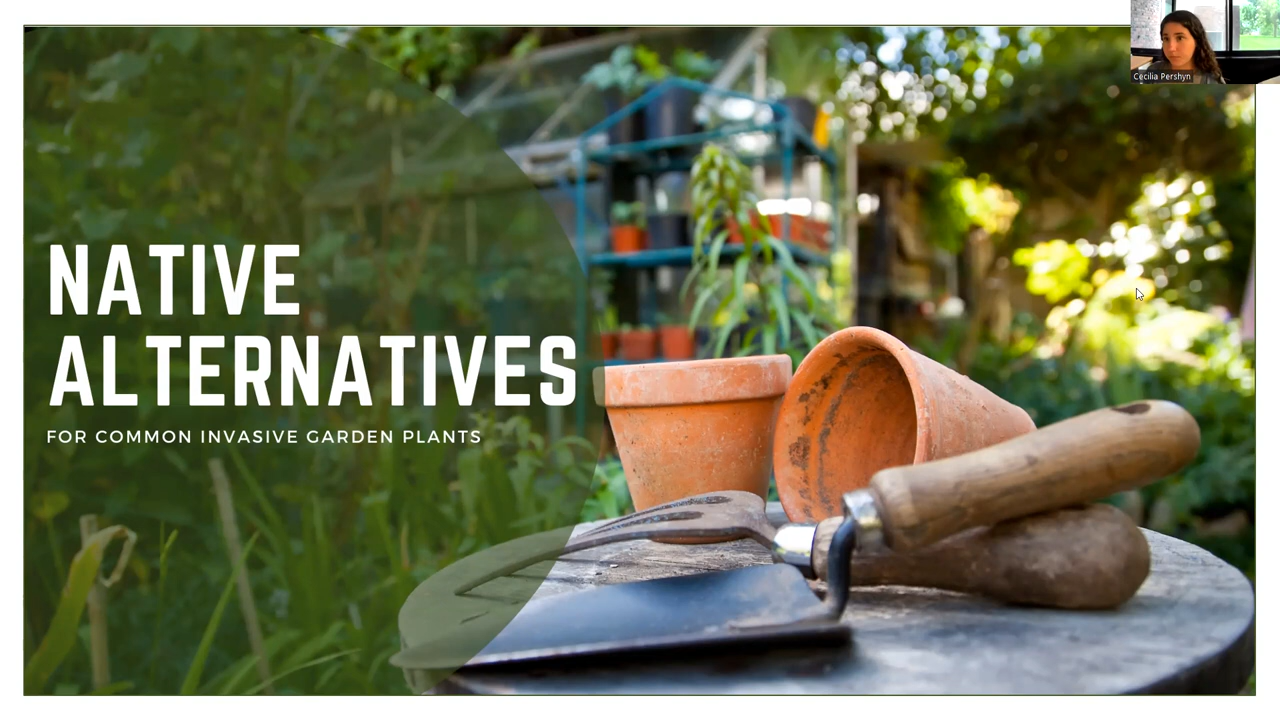 Cecilia Pershyn
NATIVE
ALTERNATIVES
FOR COMMON INVASIVE GARDEN PLANTS